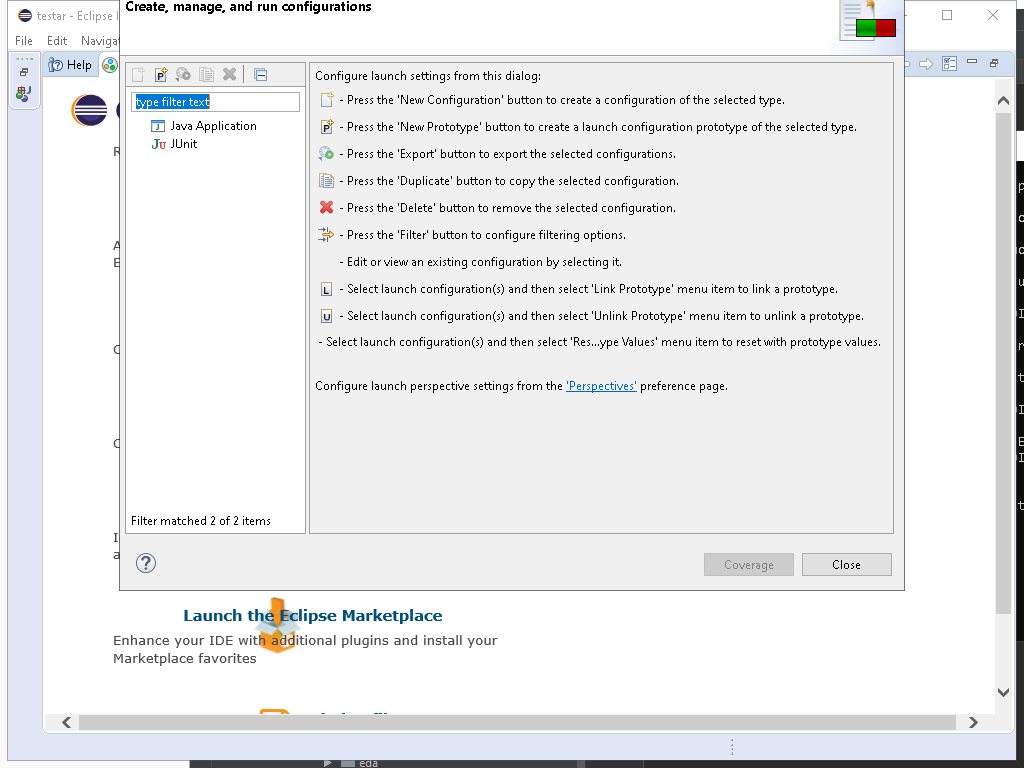 Create, manage, and run configurations
testar - Eclipse I
File Edit Naviga
Help
type filter text
Java Application
JUnit
Filter matched 2 of 2 items
Configure launch settings from this dialog:
- Press the 'New Configuration' button to create a configuration of the selected type.
- Press the 'New Prototype' button to create a launch configuration prototype of the selected type.
- Press the 'Export' button to export the selected configurations.
- Press the 'Duplicate' button to copy the selected configuration.
- Press the 'Delete' button to remove the selected configuration.
- Press the 'Filter' button to configure filtering options.
- Edit or view an existing configuration by selecting it.
- Select launch configuration(s) and then select 'Link Prototype' menu item to link a prototype.
- Select launch configuration(s) and then select 'Unlink Prototype' menu item to unlink a prototype.
- Select launch configuration(s) and then select 'Res...ype Values' menu item to reset with prototype values.
Configure launch perspective settings from the 'Perspectives' preference page.
Coverage Close
Launch the Eclipse Marketplace
Enhance your IDE with additional plugins and install your
Marketplace favorites
eda